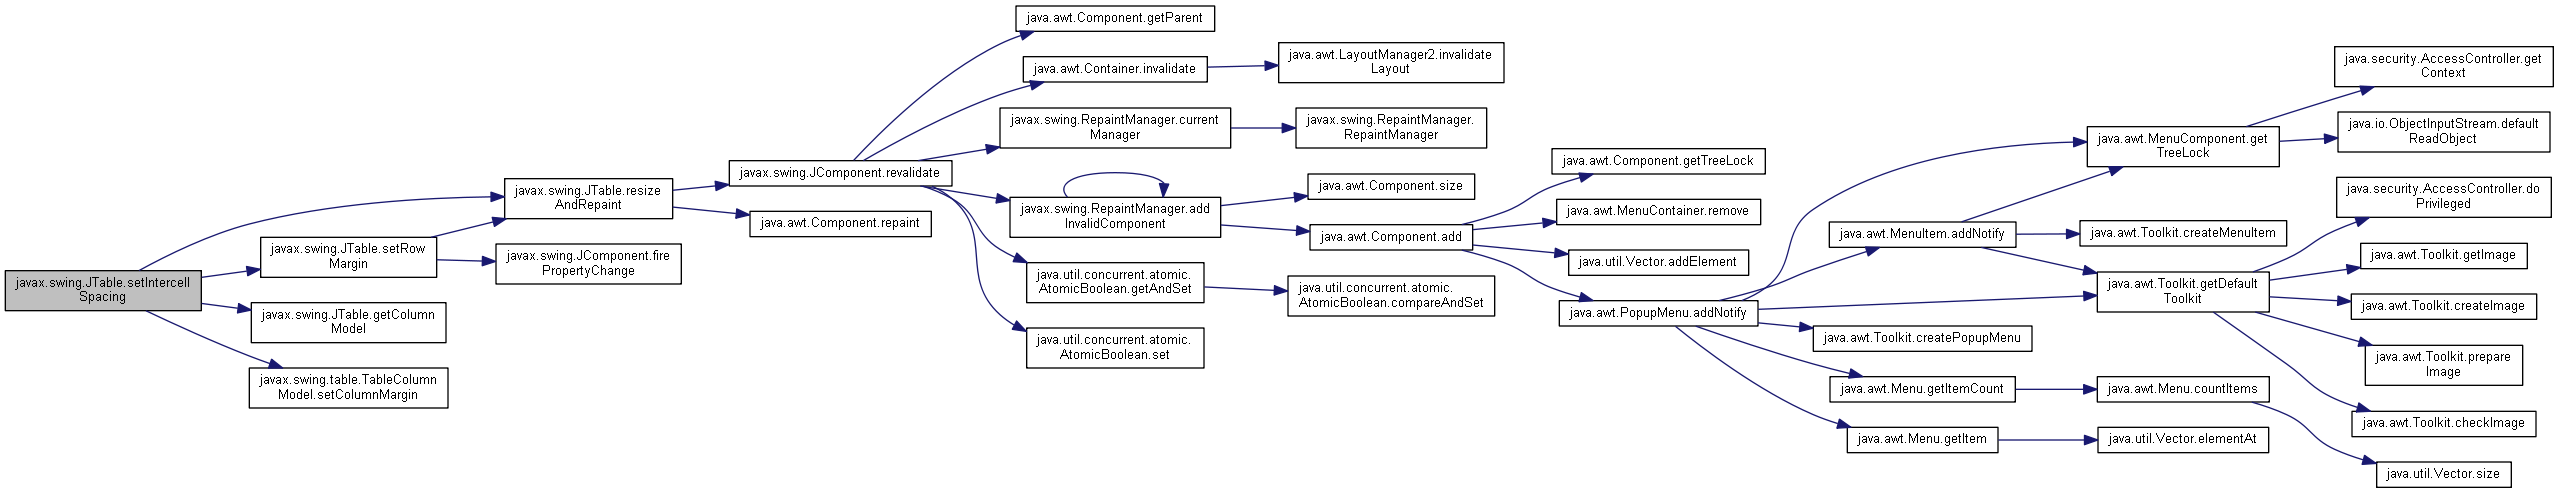 javax.swing.JTable.setIntercell
Spacing
javax.swing.JTable.setRow
Margin
javax.swing.JTable.getColumn
Model
javax.swing.table.TableColumn
Model.setColumnMargin
javax.swing.JTable.resize
AndRepaint
javax.swing.JComponent.fire
PropertyChange
javax.swing.JComponent.revalidate
java.awt.Component.repaint
java.awt.Component.getParent
java.awt.Container.invalidate
javax.swing.RepaintManager.current
Manager
javax.swing.RepaintManager.add
InvalidComponent
java.util.concurrent.atomic.
AtomicBoolean.getAndSet
java.util.concurrent.atomic.
AtomicBoolean.set
java.awt.LayoutManager2.invalidate
Layout
javax.swing.RepaintManager.
RepaintManager
java.awt.Component.size
java.awt.Component.add
java.util.concurrent.atomic.
AtomicBoolean.compareAndSet
java.awt.Component.getTreeLock
java.awt.MenuContainer.remove
java.util.Vector.addElement
java.awt.PopupMenu.addNotify
java.awt.MenuItem.addNotify
java.awt.Toolkit.createPopupMenu
java.awt.Menu.getItemCount
java.awt.Menu.getItem
java.awt.MenuComponent.get
TreeLock
java.awt.Toolkit.createMenuItem
java.awt.Toolkit.getDefault
Toolkit
java.awt.Menu.countItems
java.util.Vector.elementAt
java.security.AccessController.get
Context
java.io.ObjectInputStream.default
ReadObject
java.security.AccessController.do
Privileged
java.awt.Toolkit.getImage
java.awt.Toolkit.createImage
java.awt.Toolkit.prepare
Image
java.awt.Toolkit.checkImage
java.util.Vector.size